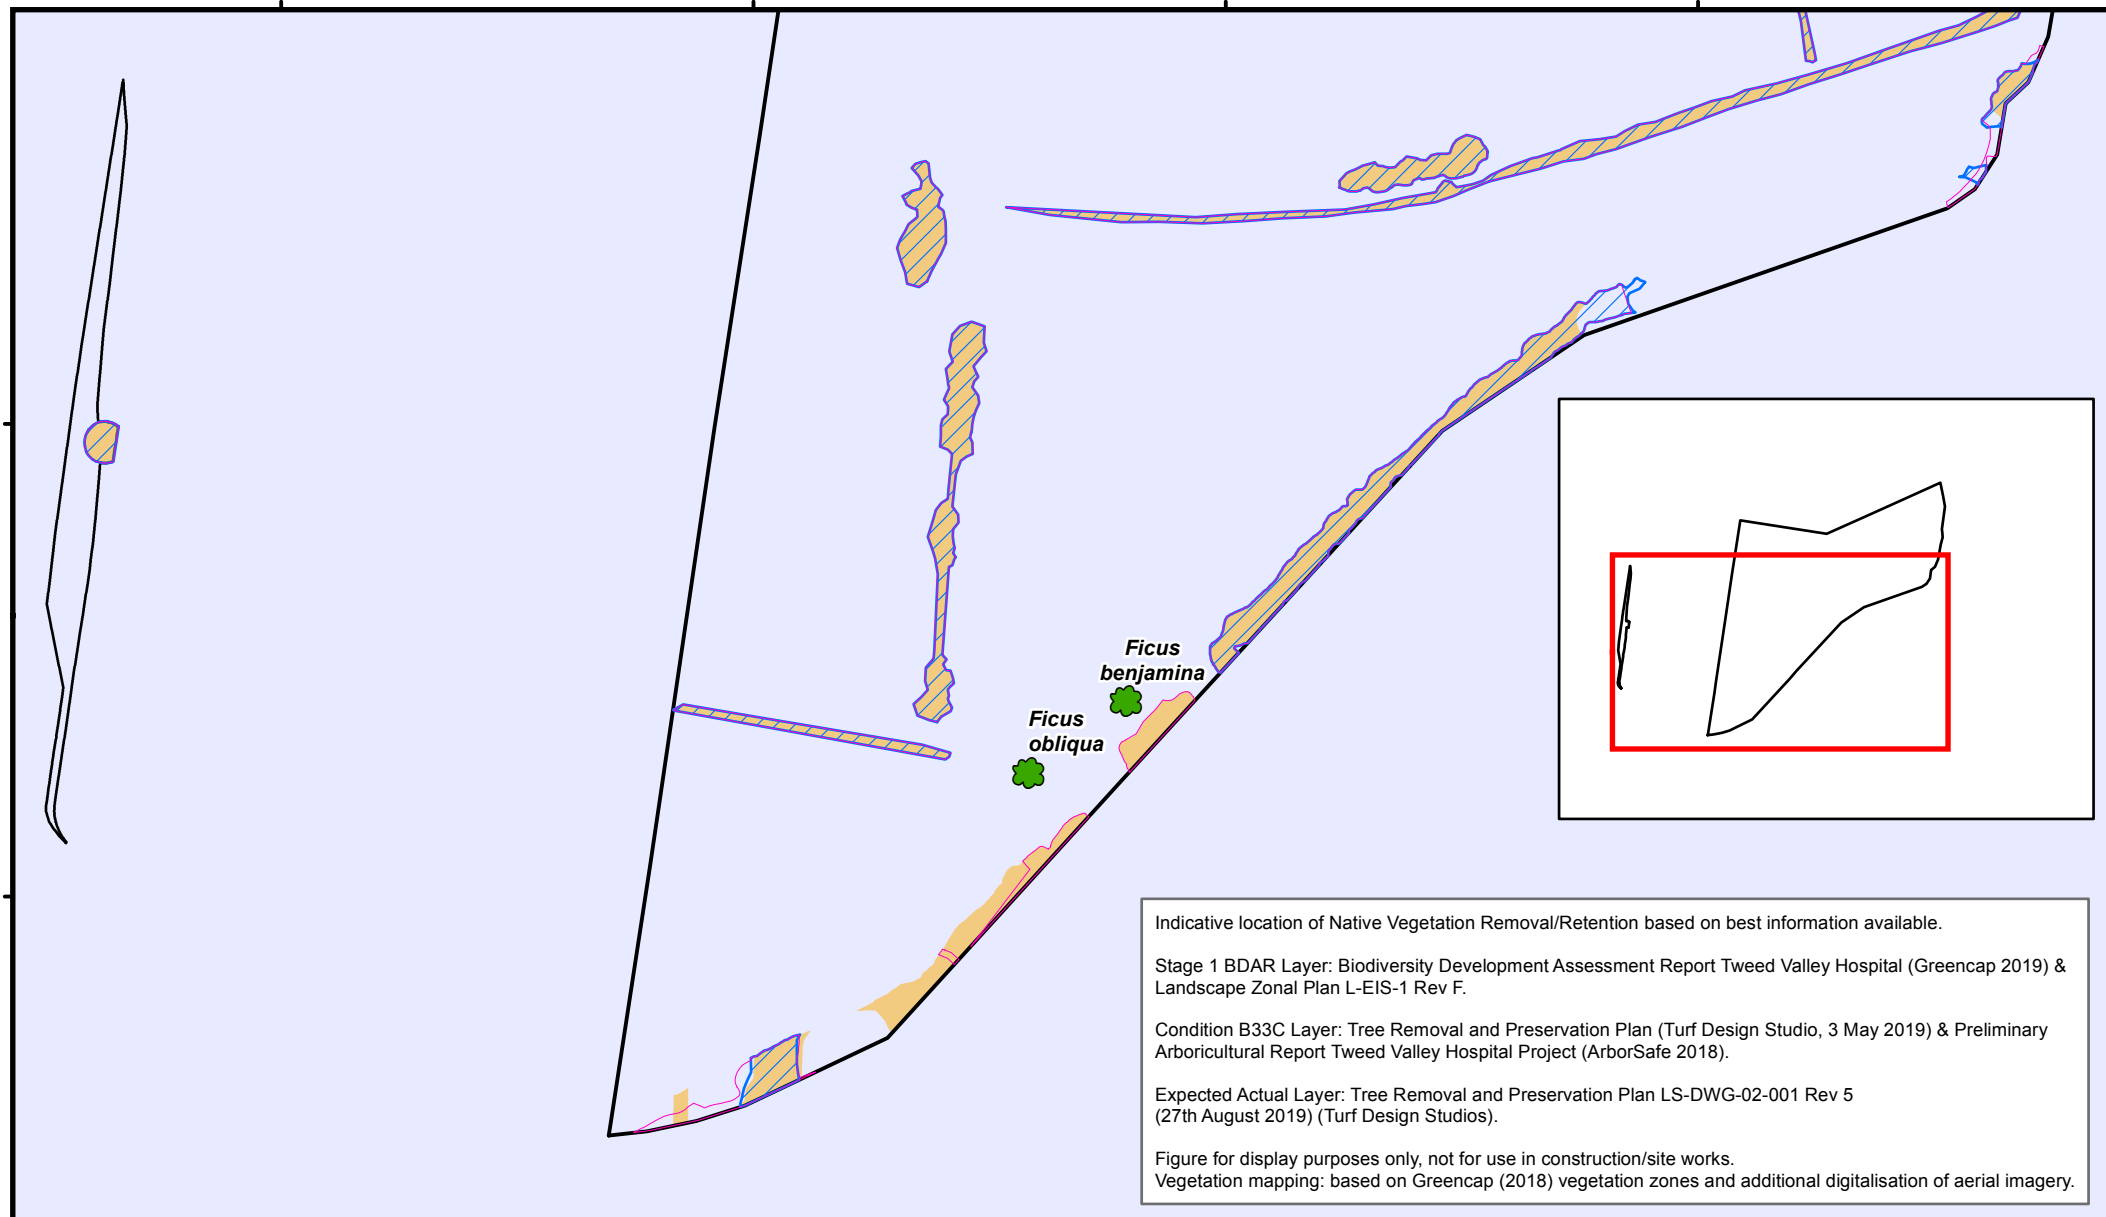 Ficus
benjamina
Ficus
obliqua
Indicative location of Native Vegetation Removal/Retention based on best information available.
Stage 1 BDAR Layer: Biodiversity Development Assessment Report Tweed Valley Hospital (Greencap 2019) &
Landscape Zonal Plan L-EIS-1 Rev F.
Condition B33C Layer: Tree Removal and Preservation Plan (Turf Design Studio, 3 May 2019) & Preliminary
Arboricultural Report Tweed Valley Hospital Project (ArborSafe 2018).
Expected Actual Layer: Tree Removal and Preservation Plan LS-DWG-02-001 Rev 5
(27th August 2019) (Turf Design Studios).
Figure for display purposes only, not for use in construction/site works.
Vegetation mapping: based on Greencap (2018) vegetation zones and additional digitalisation of aerial imagery.